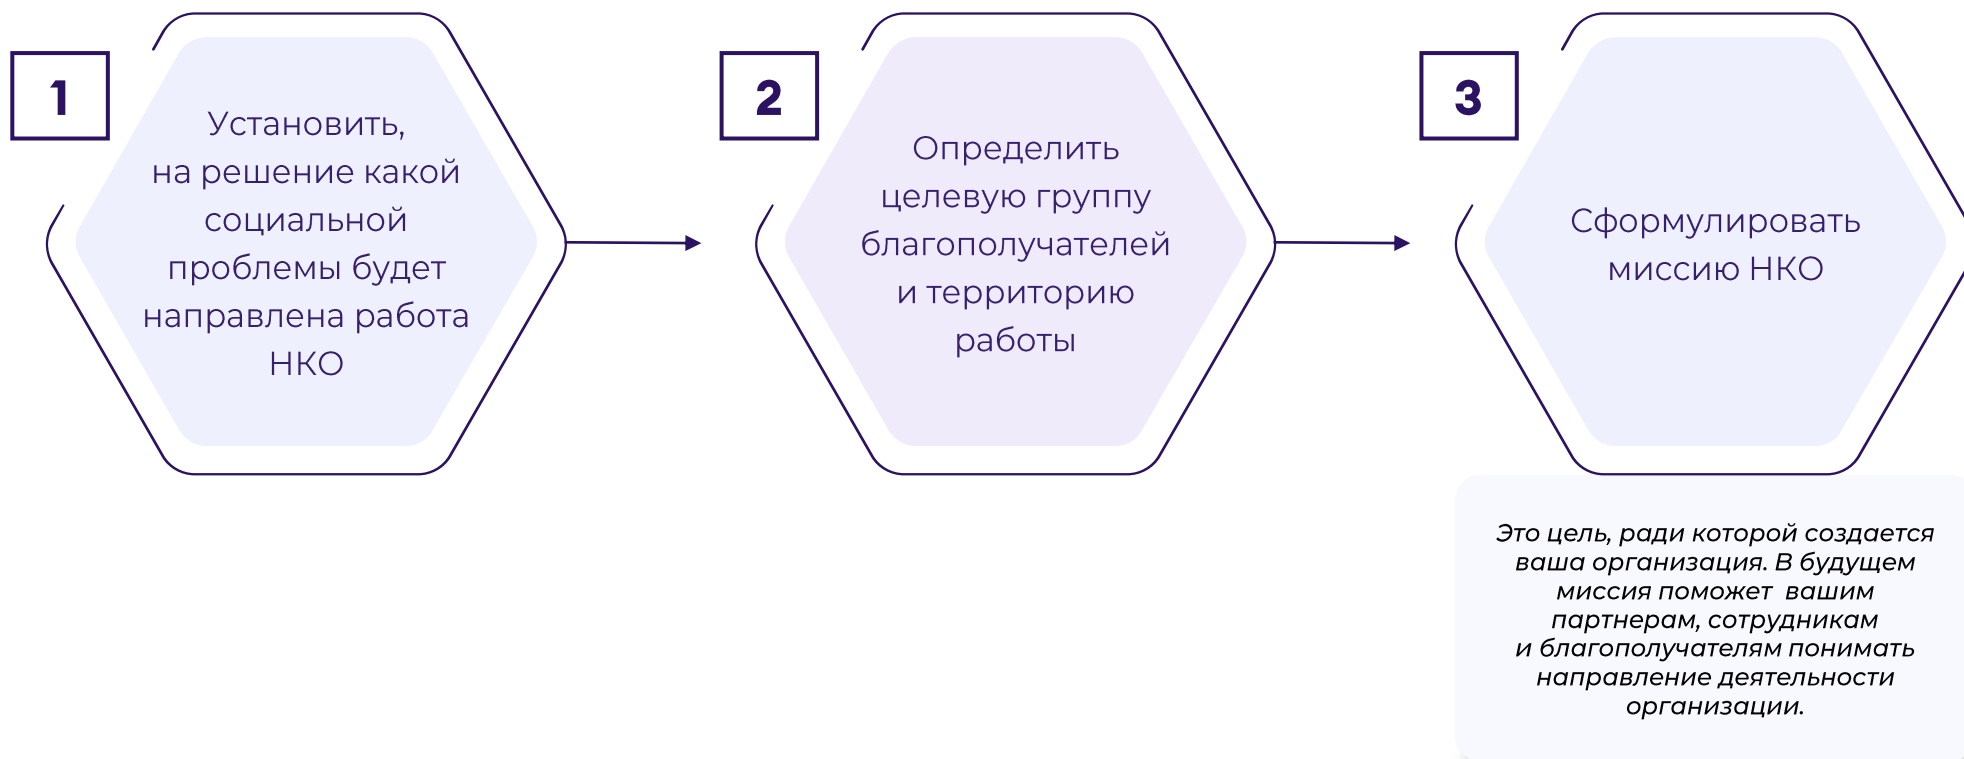 1
Установить,
на решение какой
социальной
проблемы будет
направлена работа
НКО
2
Определить
целевую группу
благополучателей
и территорию
работы
3
Сформулировать
миссию НКО
Это цель, ради которой создается
ваша организация. В будущем
миссия поможет вашим
партнерам, сотрудникам
и благополучателям понимать
направление деятельности
организации.